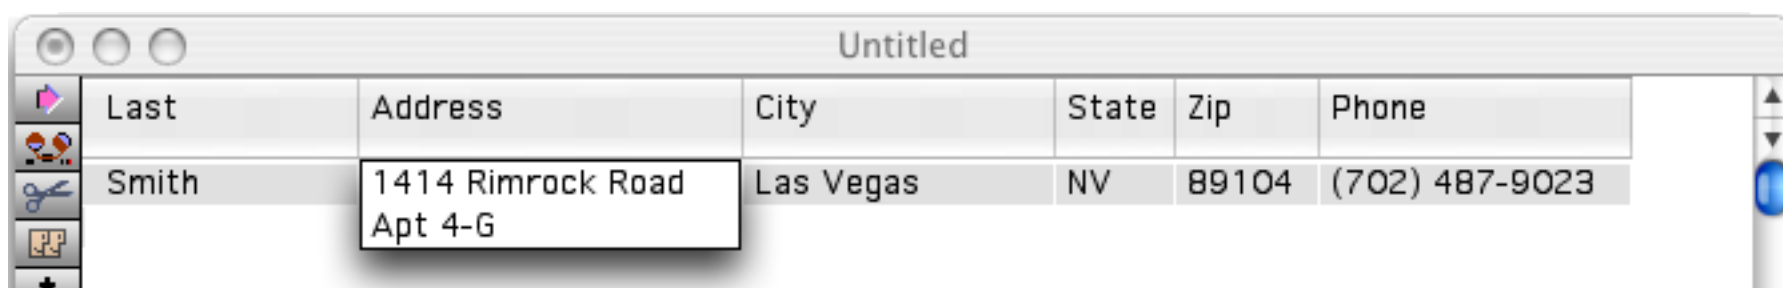 Untitled
Last Address City State Zip Phone
Smith 1414 Rimrock Road Las Vegas NV 89104 (702) 487-9023
Apt 4-G